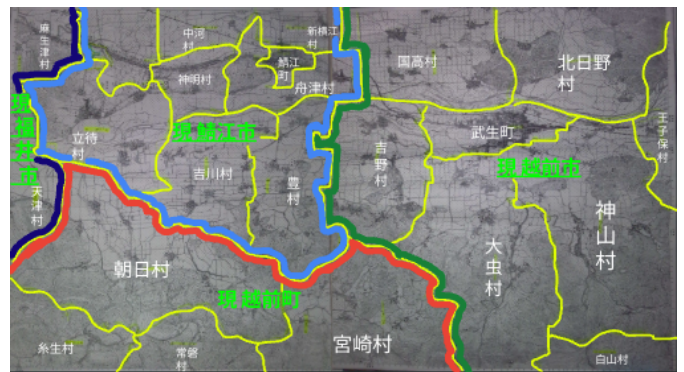 麻生津村
中河村
新横江村
鯖江町
神明村
舟津村
国高村
北日野村
王子保村
現福井市
立待村
現鯖江市
吉川村
豊村
吉野村
武生町
現越前市
天津村
朝日村
大虫村
神山村
現越前町
糸生村
常磐村
宮崎村
白山村